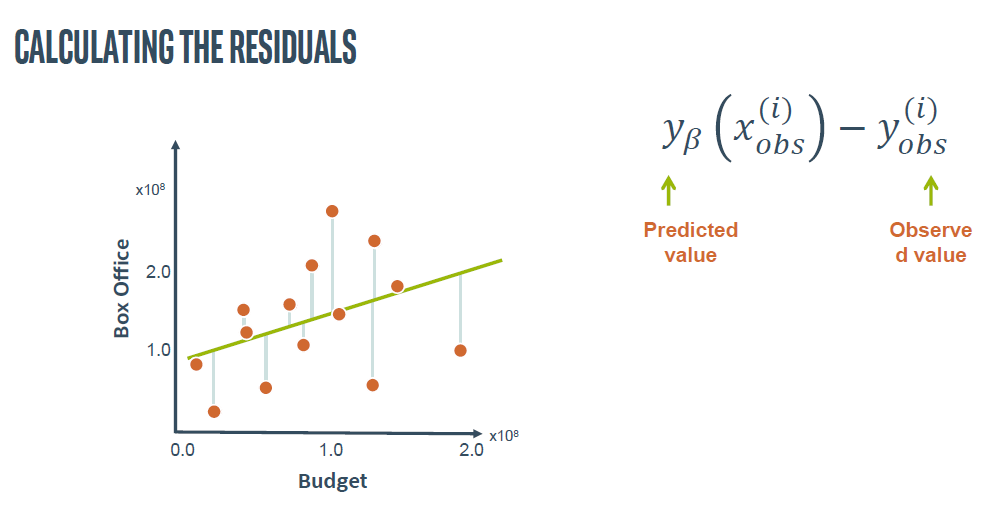 CALCULATING THE RESIDUALS
y_β (x_obs^(i)) − y_obs^(i)
Predicted
value
Observe
d value
x10⁸
2.0
1.0
Box Office
0.0
1.0
2.0
x10⁸
Budget